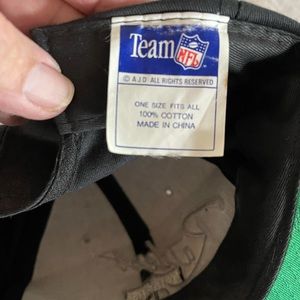 Team NFL
© A J D ALL RIGHTS RESERVED
ONE SIZE FITS ALL
100% COTTON
MADE IN CHINA